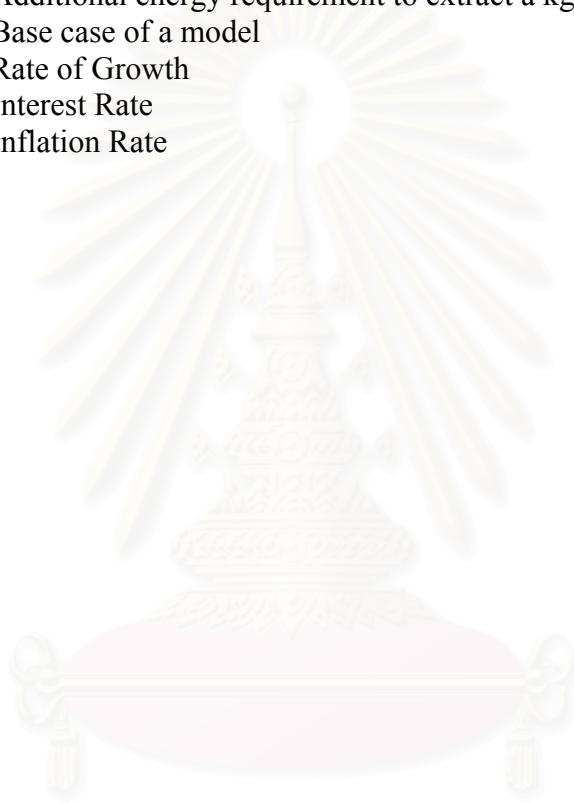 Additional energy requirement to extract a kg
Base case of a model
Rate of Growth
Interest Rate
Inflation Rate